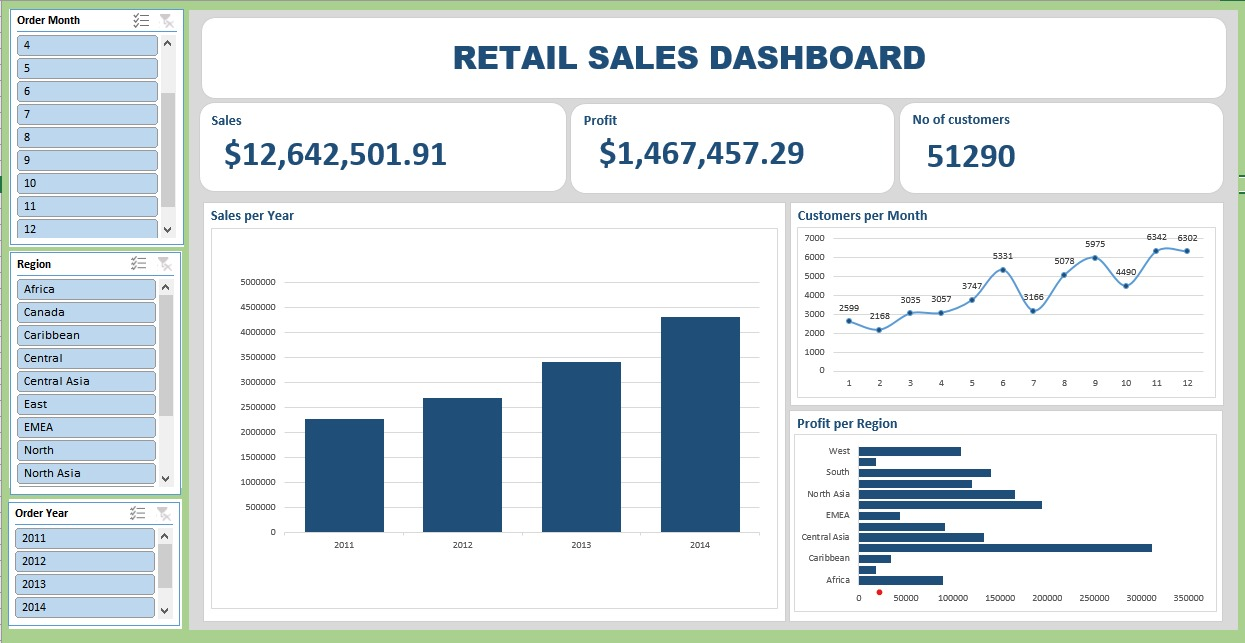 Order Month
4
5
6
7
8
9
10
11
12
Region
Africa
Canada
Caribbean
Central
Central Asia
East
EMEA
North
North Asia
Order Year
2011
2012
2013
2014
RETAIL SALES DASHBOARD
Sales
$12,642,501.91
Profit
$1,467,457.29
No of customers
51290
Sales per Year
5000000
4500000
4000000
3500000
3000000
2500000
2000000
1500000
1000000
500000
0
2011 2012 2013 2014
Customers per Month
7000
6000
5000
4000
3000
2000
1000
0
2599 2168 3035 3057 3747 5331 3166 5078 5975 4490 6342 6302
1 2 3 4 5 6 7 8 9 10 11 12
Profit per Region
West
South
North Asia
EMEA
Central Asia
Caribbean
Africa
0 50000 100000 150000 200000 250000 300000 350000